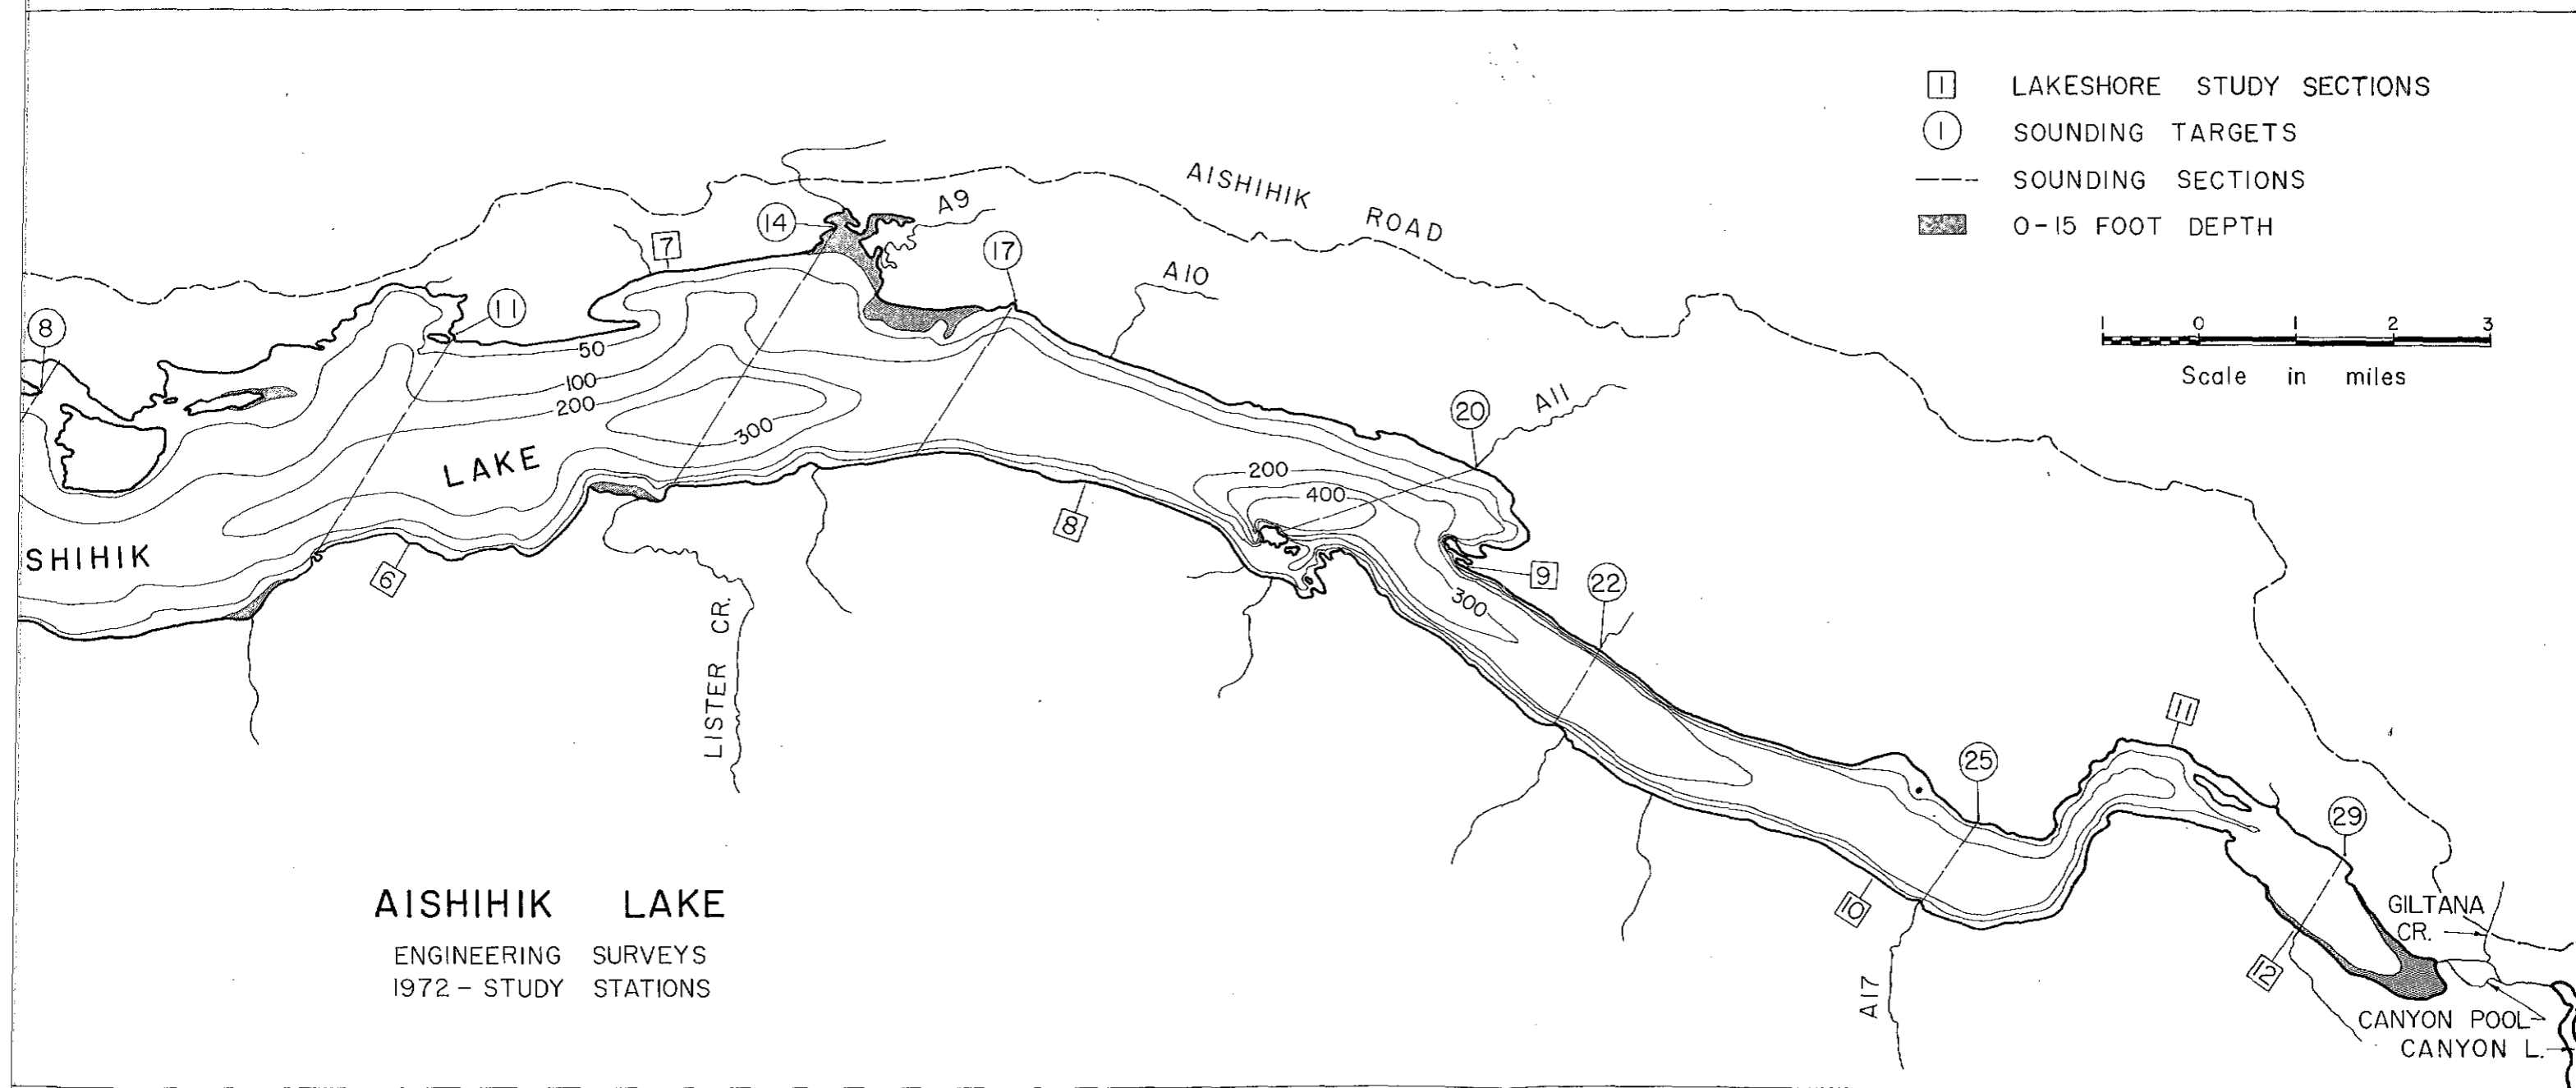 1 LAKESHORE STUDY SECTIONS
1 SOUNDING TARGETS
SOUNDING SECTIONS
0-15 FOOT DEPTH
1 0 1 2 3
Scale in miles
AISHIHIK ROAD
A9
14
7
17
A10
11
8
50
100
200
300
LAKE
SHIHIK
6
LISTER CR.
8
20
A11
200
400
9
300
22
11
25
29
10
A17
12
GILTANA
CR.
CANYON POOL
CANYON L.
AISHIHIK LAKE
ENGINEERING SURVEYS
1972 - STUDY STATIONS